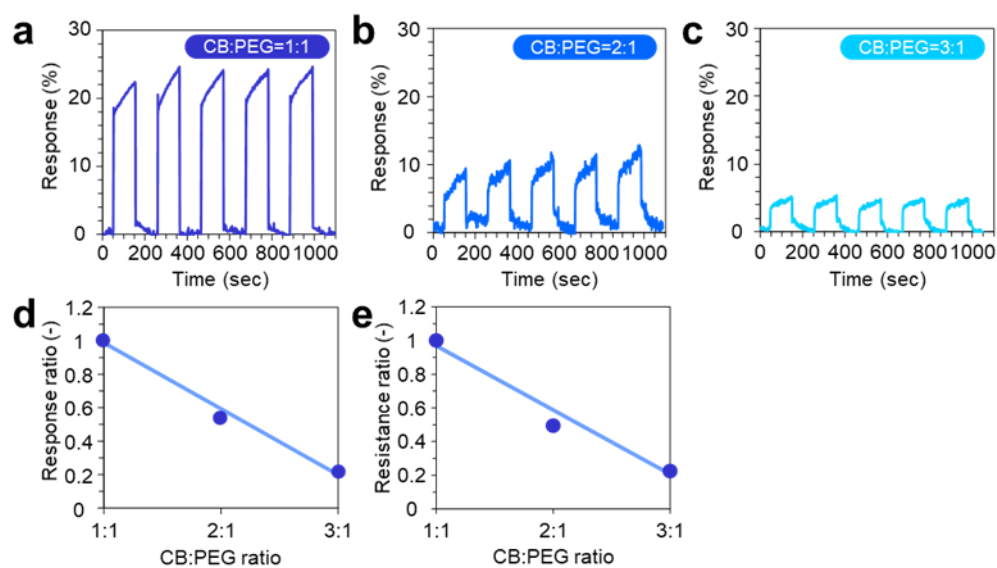 a
CB:PEG=1:1
Response (%)
30
20
10
0
0 200 400 600 800 1000
Time (sec)
b
CB:PEG=2:1
Response (%)
30
20
10
0
0 200 400 600 800 1000
Time (sec)
c
CB:PEG=3:1
Response (%)
30
20
10
0
0 200 400 600 800 1000
Time (sec)
d
Response ratio (-)
1.2
1
0.8
0.6
0.4
0.2
0
1:1 2:1 3:1
CB:PEG ratio
e
Resistance ratio (-)
1.2
1
0.8
0.6
0.4
0.2
0
1:1 2:1 3:1
CB:PEG ratio